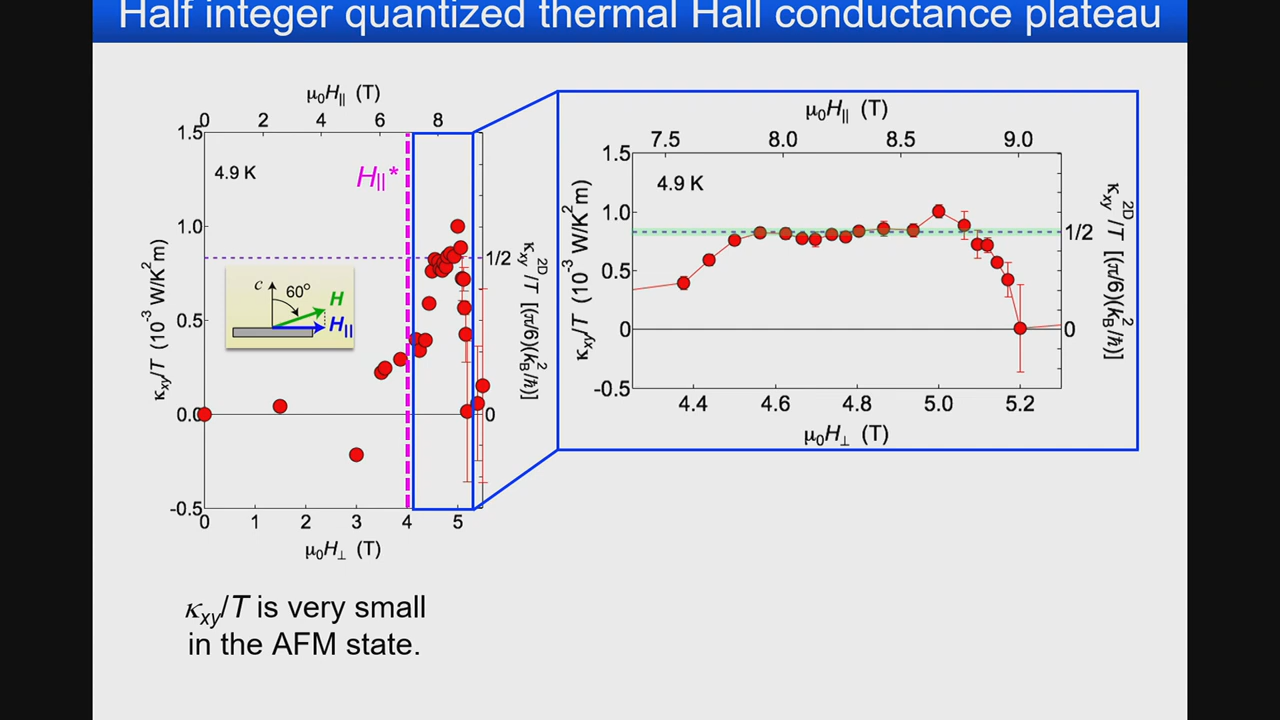 Half integer quantized thermal Hall conductance plateau
μ₀H∥ (T)
0 2 4 6 8
1.5
1.0
0.5
0.0
-0.5
4.9 K
H∥*
κxy/T (10⁻³ W/K²m)
c
60°
H
H∥
1/2
0
κxy²ᴰ/T [(π/6)(kB²/ℏ)]
0 1 2 3 4 5
μ₀H⊥ (T)
μ₀H∥ (T)
7.5 8.0 8.5 9.0
1.5
1.0
0.5
0
-0.5
4.9 K
κxy/T (10⁻³ W/K²m)
1/2
0
κxy²ᴰ/T [(π/6)(kB²/ℏ)]
4.4 4.6 4.8 5.0 5.2
μ₀H⊥ (T)
κxy/T is very small
in the AFM state.